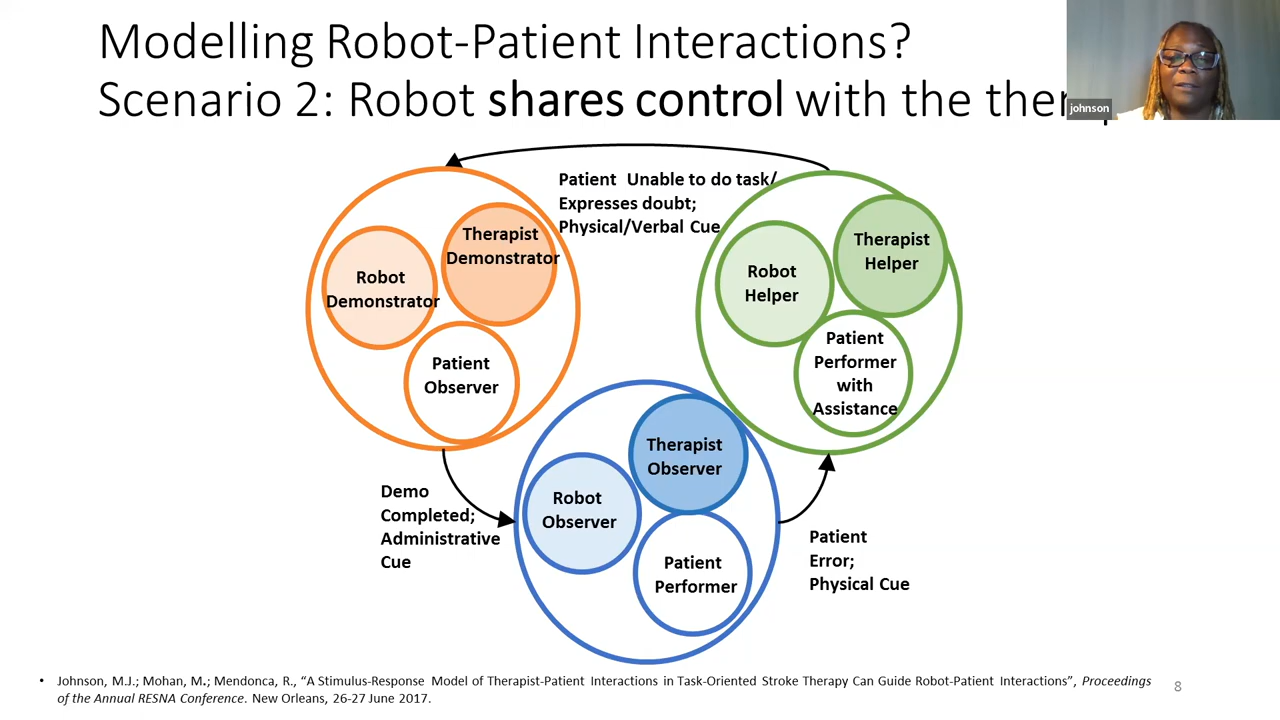 Modelling Robot-Patient Interactions?
Scenario 2: Robot shares control with the
johnson
Patient Unable to do task/
Expresses doubt;
Physical/Verbal Cue
Therapist
Demonstrator
Robot
Demonstrator
Patient
Observer
Therapist
Helper
Robot
Helper
Patient
Performer
with
Assistance
Therapist
Observer
Robot
Observer
Patient
Performer
Demo
Completed;
Administrative
Cue
Patient
Error;
Physical Cue
• Johnson, M.J.; Mohan, M.; Mendonca, R., “A Stimulus-Response Model of Therapist-Patient Interactions in Task-Oriented Stroke Therapy Can Guide Robot-Patient Interactions”, Proceedings
of the Annual RESNA Conference. New Orleans, 26-27 June 2017.
8